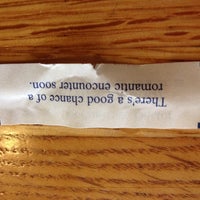 There's a good chance of a
romantic encounter soon.